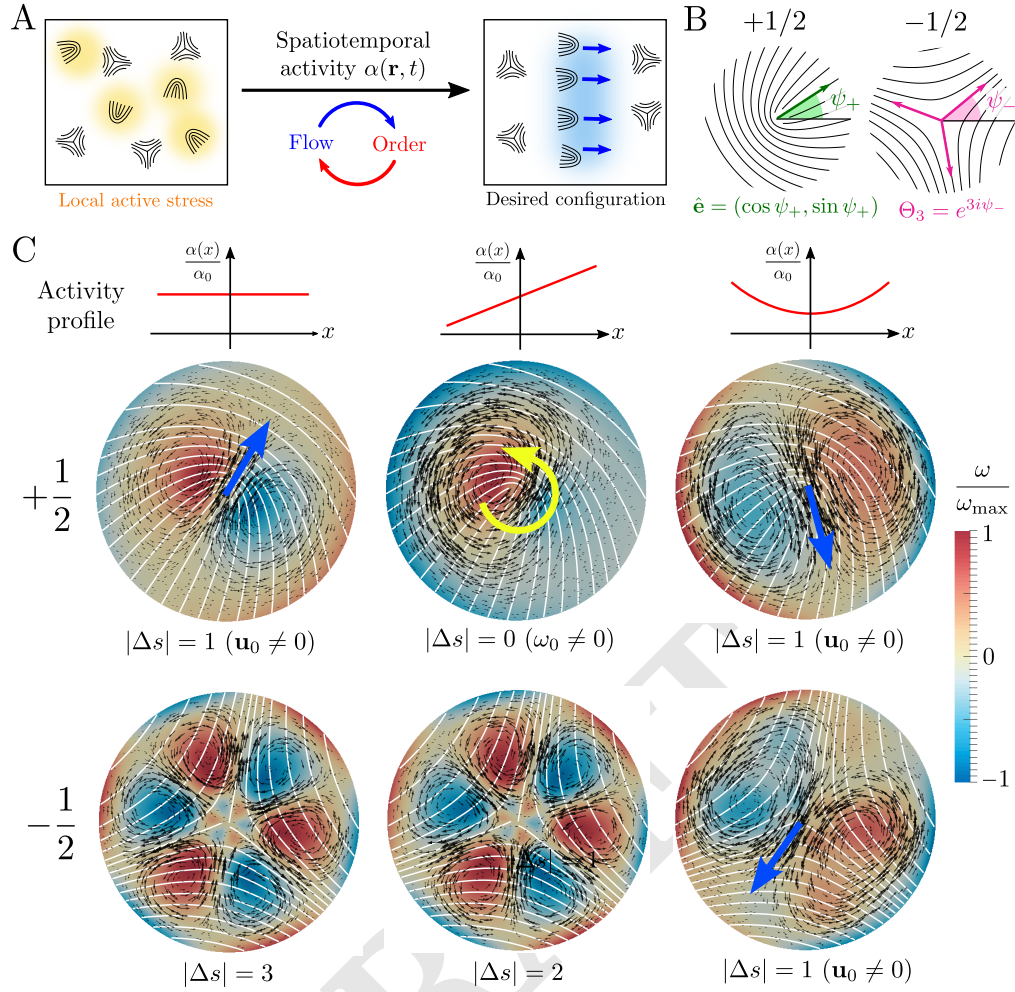 A
Spatiotemporal
activity α(r, t)
Flow
Order
Local active stress
Desired configuration
B
+1/2
−1/2
ψ₊
ψ₋
ê = (cos ψ₊, sin ψ₊)
Θ₃ = e^{3iψ₋}
C
Activity
profile
α(x)/α₀
x
α(x)/α₀
x
α(x)/α₀
x
+1/2
|Δs| = 1 (u₀ ≠ 0)
|Δs| = 0 (ω₀ ≠ 0)
|Δs| = 1 (u₀ ≠ 0)
ω/ω_max
1
0
−1
−1/2
|Δs| = 3
|Δs| = 2
|Δs| = 1 (u₀ ≠ 0)